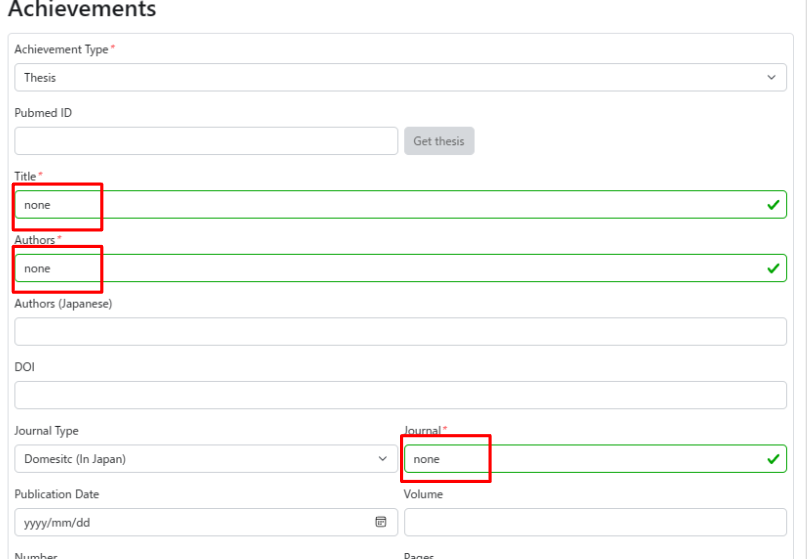 Achievements
Achievement Type*
Thesis
Pubmed ID
Get thesis
Title*
none
Authors*
none
Authors (Japanese)
DOI
Journal Type
Journal*
Domesitc (In Japan)
none
Publication Date
Volume
yyyy/mm/dd
Number
Pages